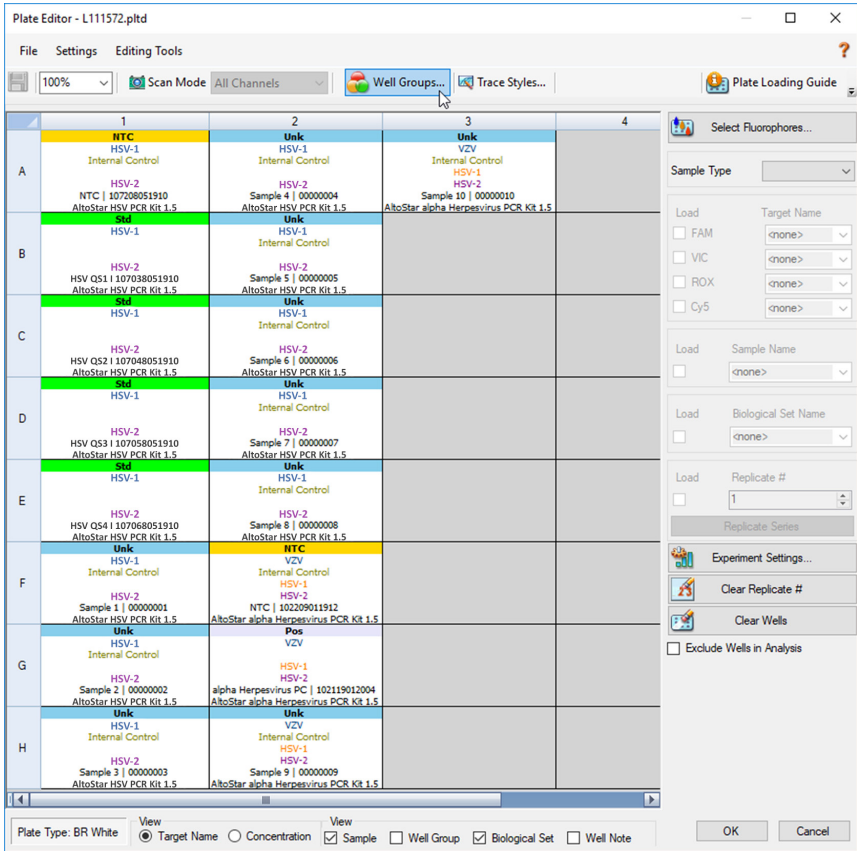 Plate Editor - L111572.pltd
File Settings Editing Tools ?
100% Scan Mode All Channels Well Groups... Trace Styles... Plate Loading Guide
1 2 3 4
Select Fluorophores...
Sample Type
Load Target Name
FAM <none>
VIC <none>
ROX <none>
Cy5 <none>
Load Sample Name
<none>
Load Biological Set Name
<none>
Load Replicate #
1
Replicate Series
Experiment Settings...
Clear Replicate #
Clear Wells
Exclude Wells in Analysis
A
NTC
HSV-1
Internal Control
HSV-2
NTC | 107208051910
AltoStar HSV PCR Kit 1.5
Unk
HSV-1
Internal Control
HSV-2
Sample 4 | 00000004
AltoStar HSV PCR Kit 1.5
Unk
VZV
Internal Control
HSV-1
HSV-2
Sample 10 | 00000010
AltoStar alpha Herpesvirus PCR Kit 1.5
B
Std
HSV-1
HSV-2
HSV QS1 I 107038051910
AltoStar HSV PCR Kit 1.5
Unk
HSV-1
Internal Control
HSV-2
Sample 5 | 00000005
AltoStar HSV PCR Kit 1.5
C
Std
HSV-1
HSV-2
HSV QS2 I 107048051910
AltoStar HSV PCR Kit 1.5
Unk
HSV-1
Internal Control
HSV-2
Sample 6 | 00000006
AltoStar HSV PCR Kit 1.5
D
Std
HSV-1
HSV-2
HSV QS3 I 107058051910
AltoStar HSV PCR Kit 1.5
Unk
HSV-1
Internal Control
HSV-2
Sample 7 | 00000007
AltoStar HSV PCR Kit 1.5
E
Std
HSV-1
HSV-2
HSV QS4 I 107068051910
AltoStar HSV PCR Kit 1.5
Unk
HSV-1
Internal Control
HSV-2
Sample 8 | 00000008
AltoStar HSV PCR Kit 1.5
F
Unk
HSV-1
Internal Control
HSV-2
Sample 1 | 00000001
AltoStar HSV PCR Kit 1.5
NTC
VZV
Internal Control
HSV-1
HSV-2
NTC | 102209011912
AltoStar alpha Herpesvirus PCR Kit 1.5
G
Unk
HSV-1
Internal Control
HSV-2
Sample 2 | 00000002
AltoStar HSV PCR Kit 1.5
Pos
VZV
HSV-1
HSV-2
alpha Herpesvirus PC | 102119012004
AltoStar alpha Herpesvirus PCR Kit 1.5
H
Unk
HSV-1
Internal Control
HSV-2
Sample 3 | 00000003
AltoStar HSV PCR Kit 1.5
Unk
VZV
Internal Control
HSV-1
HSV-2
Sample 9 | 00000009
AltoStar alpha Herpesvirus PCR Kit 1.5
Plate Type: BR White
View
Target Name Concentration
View
Sample Well Group Biological Set Well Note
OK Cancel